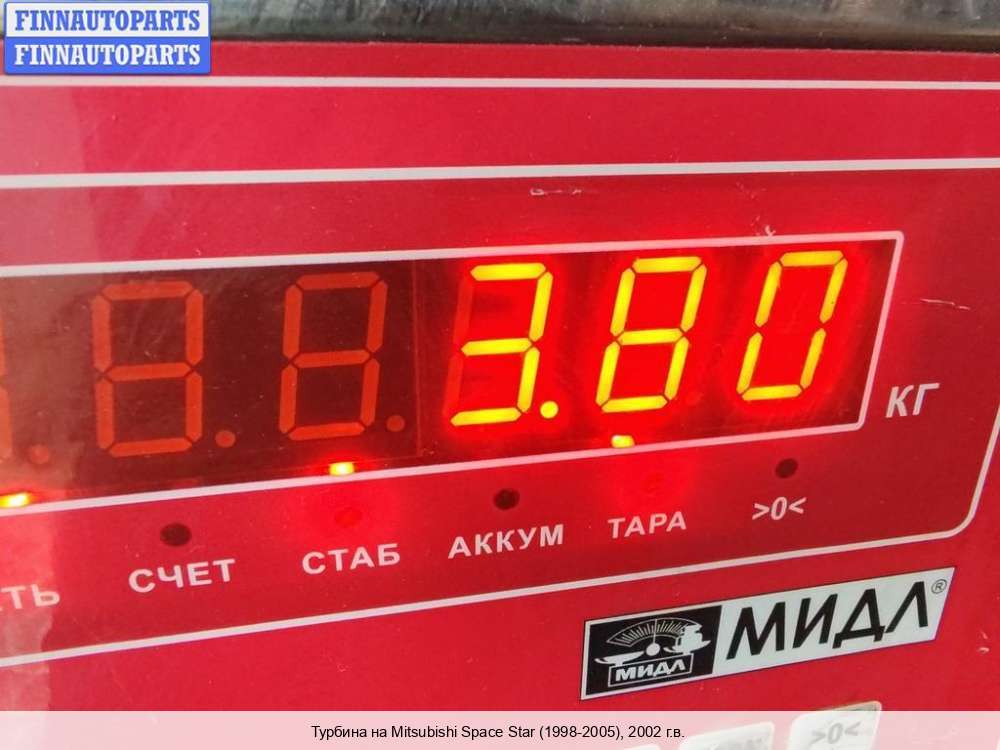 FINNAUTOPARTS
FINNAUTOPARTS
3.80
КГ
СЧЕТ
СТАБ
АККУМ
ТАРА
>0<
МИДЛ
МИДЛ®
>0<
Турбина на Mitsubishi Space Star (1998-2005), 2002 г.в.